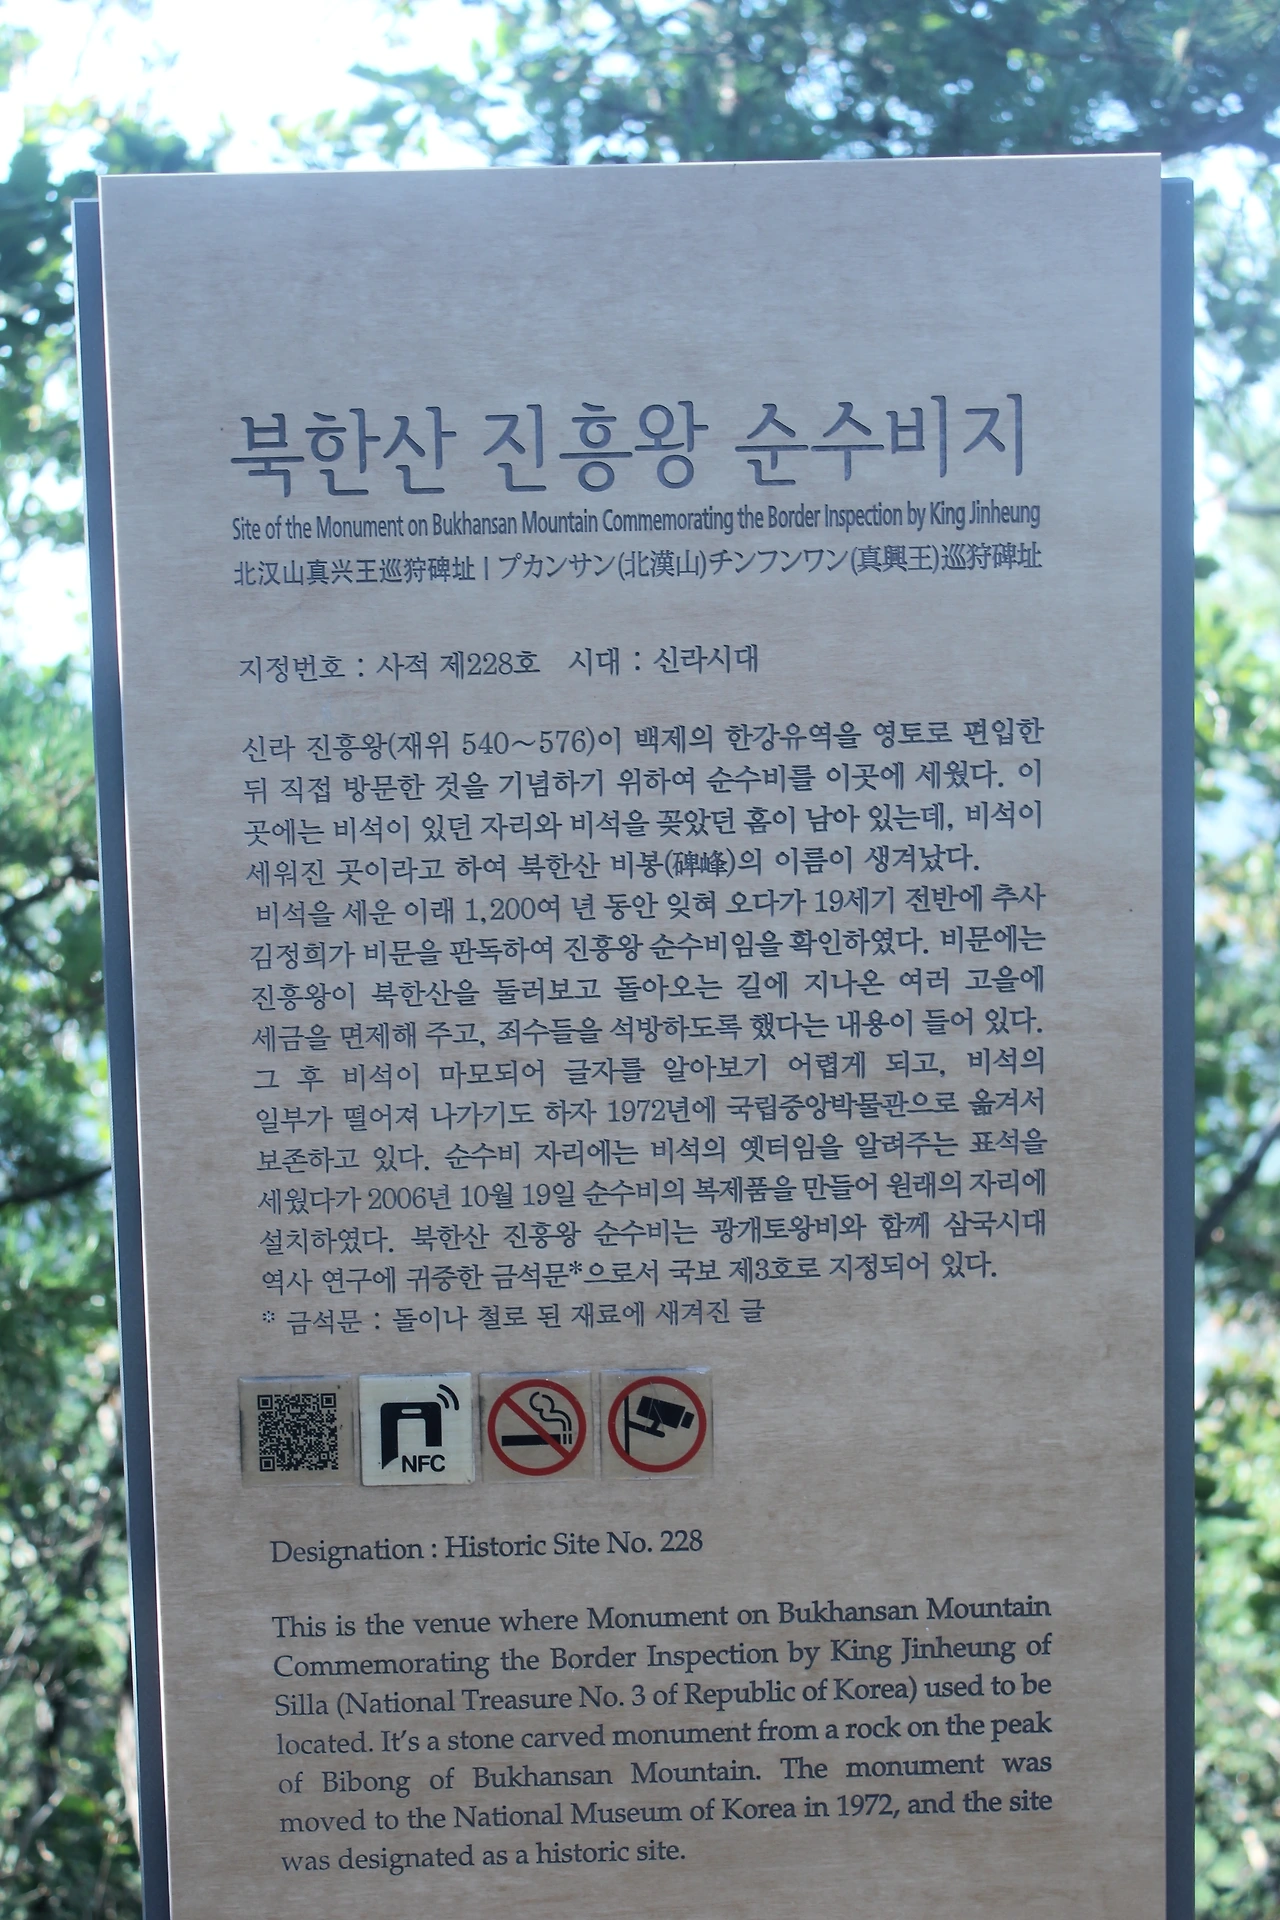 북한산 진흥왕 순수비지
Site of the Monument on Bukhansan Mountain Commemorating the Border Inspection by King Jinheung
北汉山真兴王巡狩碑址 | プカンサン(北漢山)チンフンワン(真興王)巡狩碑址
지정번호 : 사적 제228호 시대 : 신라시대
신라 진흥왕(재위 540~576)이 백제의 한강유역을 영토로 편입한
뒤 직접 방문한 것을 기념하기 위하여 순수비를 이곳에 세웠다. 이
곳에는 비석이 있던 자리와 비석을 꽂았던 홈이 남아 있는데, 비석이
세워진 곳이라고 하여 북한산 비봉(碑峰)의 이름이 생겨났다.
비석을 세운 이래 1,200여 년 동안 잊혀 오다가 19세기 전반에 추사
김정희가 비문을 판독하여 진흥왕 순수비임을 확인하였다. 비문에는
진흥왕이 북한산을 둘러보고 돌아오는 길에 지나온 여러 고을에
세금을 면제해 주고, 죄수들을 석방하도록 했다는 내용이 들어 있다.
그 후 비석이 마모되어 글자를 알아보기 어렵게 되고, 비석의
일부가 떨어져 나가기도 하자 1972년에 국립중앙박물관으로 옮겨서
보존하고 있다. 순수비 자리에는 비석의 옛터임을 알려주는 표석을
세웠다가 2006년 10월 19일 순수비의 복제품을 만들어 원래의 자리에
설치하였다. 북한산 진흥왕 순수비는 광개토왕비와 함께 삼국시대
역사 연구에 귀중한 금석문*으로서 국보 제3호로 지정되어 있다.
* 금석문 : 돌이나 철로 된 재료에 새겨진 글
NFC
Designation : Historic Site No. 228
This is the venue where Monument on Bukhansan Mountain
Commemorating the Border Inspection by King Jinheung of
Silla (National Treasure No. 3 of Republic of Korea) used to be
located. It's a stone carved monument from a rock on the peak
of Bibong of Bukhansan Mountain. The monument was
moved to the National Museum of Korea in 1972, and the site
was designated as a historic site.